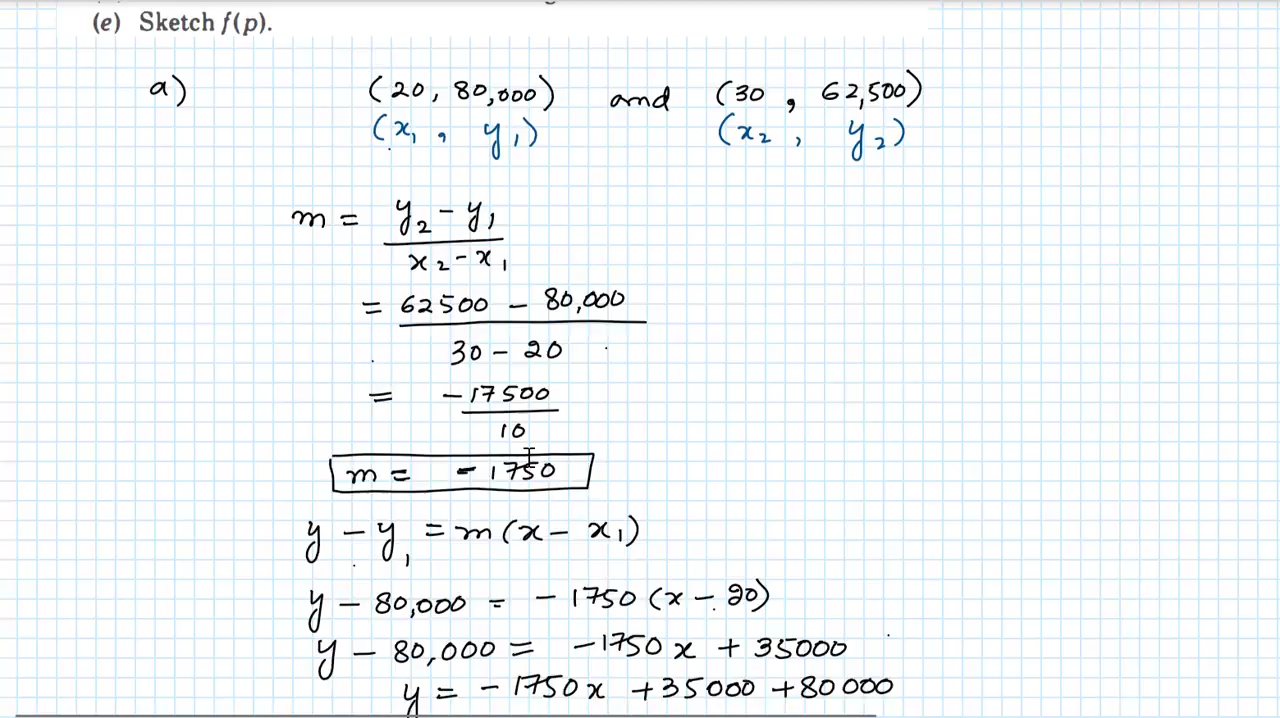 (e) Sketch f(p).
a) (20, 80,000) and (30, 62,500)
(x₁, y₁) (x₂, y₂)
m = y₂ - y₁
x₂ - x₁
= 62500 - 80,000
30 - 20
= -17500
10
m = -1750
y - y₁ = m(x - x₁)
y - 80,000 = -1750 (x - 20)
y - 80,000 = -1750x + 35000
y = -1750x + 35000 + 80000